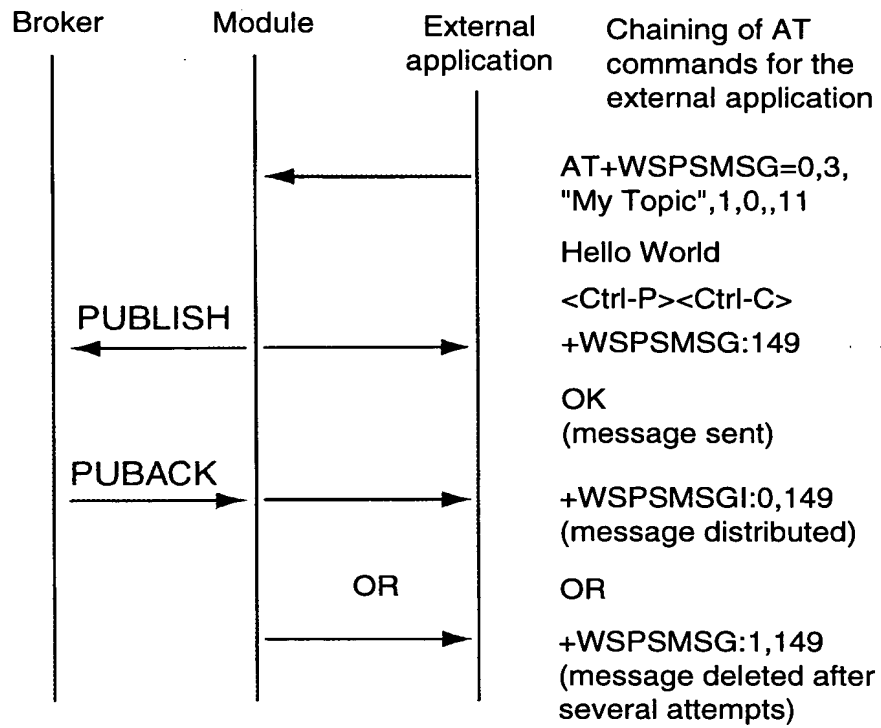 Broker
Module
External
application
Chaining of AT
commands for the
external application
AT+WSPSMSG=0,3,
"My Topic",1,0,,11
Hello World
<Ctrl-P><Ctrl-C>
PUBLISH
+WSPSMSG:149
OK
(message sent)
PUBACK
+WSPSMSGI:0,149
(message distributed)
OR
OR
+WSPSMSG:1,149
(message deleted after
several attempts)